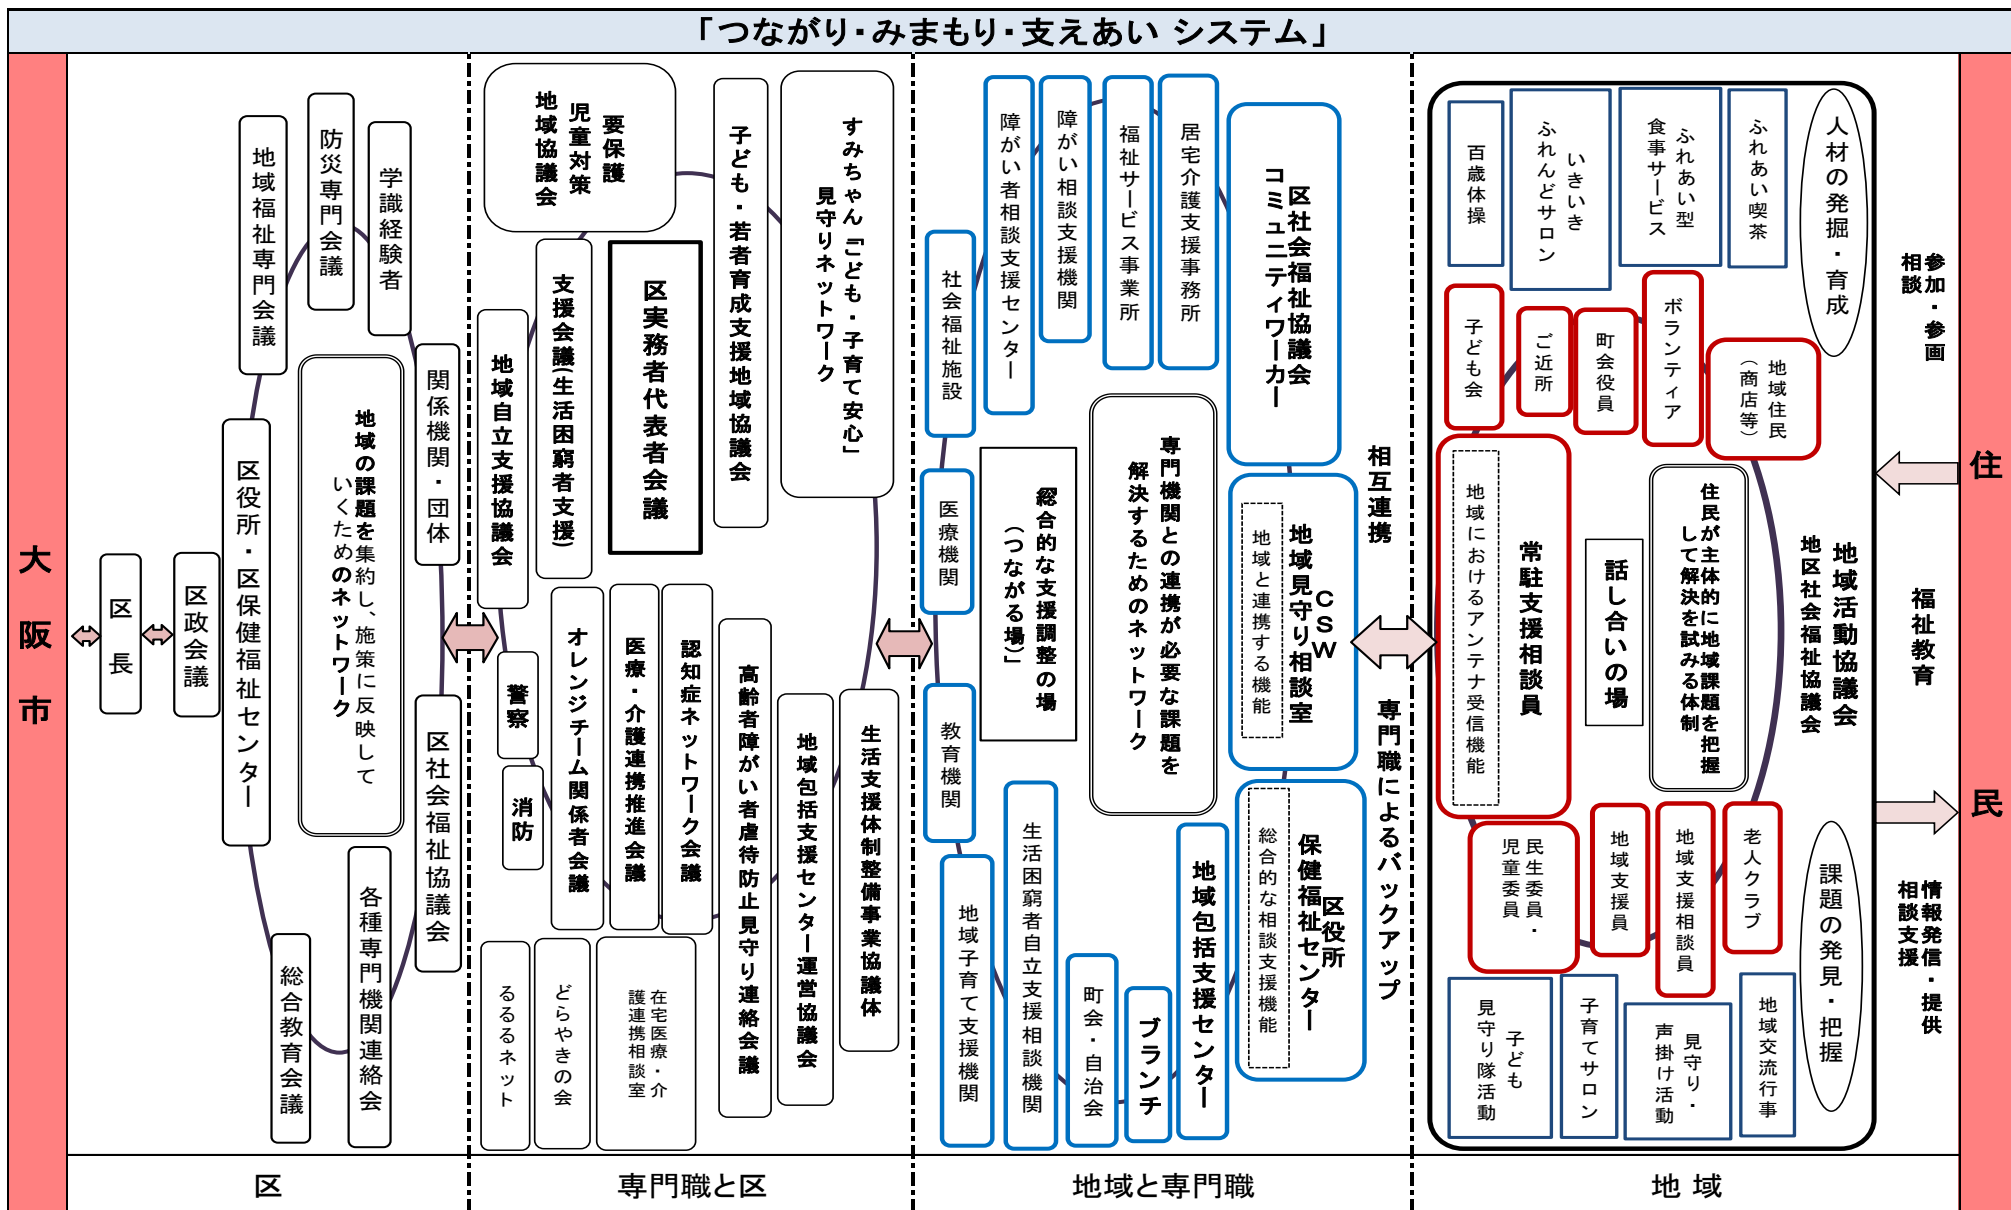 「つながり・みまもり・支えあい システム」
大阪市
区長
区政会議
地域福祉専門会議
防災専門会議
学識経験者
関係機関・団体
区役所・区保健福祉センター
地域の課題を集約し、施策に反映して
いくためのネットワーク
区社会福祉協議会
各種専門機関連絡会
総合教育会議
区
要保護
児童対策
地域協議会
子ども・若者育成支援地域協議会
すみちゃん「こども・子育て安心」
見守りネットワーク
地域自立支援協議会
支援会議(生活困窮者支援)
区実務者代表者会議
警察
消防
オレンジチーム関係者会議
医療・介護連携推進会議
認知症ネットワーク会議
高齢者障がい者虐待防止見守り連絡会議
地域包括支援センター運営協議会
生活支援体制整備事業協議体
るるるネット
どらやきの会
在宅医療・介
護連携相談室
専門職と区
社会福祉施設
障がい者相談支援センター
障がい相談支援機関
福祉サービス事業所
居宅介護支援事務所
区社会福祉協議会
コミュニティワーカー
医療機関
「総合的な支援調整の場
（つながる場）」
専門機関との連携が必要な課題を
解決するためのネットワーク
CSW
地域見守り相談室
地域と連携する機能
教育機関
地域子育て支援機関
生活困窮者自立支援相談機関
町会・自治会
ブランチ
地域包括支援センター
区役所
保健福祉センター
総合的な相談支援機能
地域と専門職
相互連携
専門職によるバックアップ
百歳体操
いきいき
ふれんどサロン
ふれあい型
食事サービス
ふれあい喫茶
人材の発掘・育成
子ども会
ご近所
町会役員
ボランティア
地域住民
（商店等）
常駐支援相談員
地域におけるアンテナ受信機能
話し合いの場
住民が主体的に地域課題を把握
して解決を試みる体制
地域活動協議会
地区社会福祉協議会
民生委員・
児童委員
地域支援員
地域支援相談員
老人クラブ
課題の発見・把握
子ども
見守り隊活動
子育てサロン
見守り・
声掛け活動
地域交流行事
地域
参加・参画
相談
福祉教育
情報発信・提供
相談支援
住民